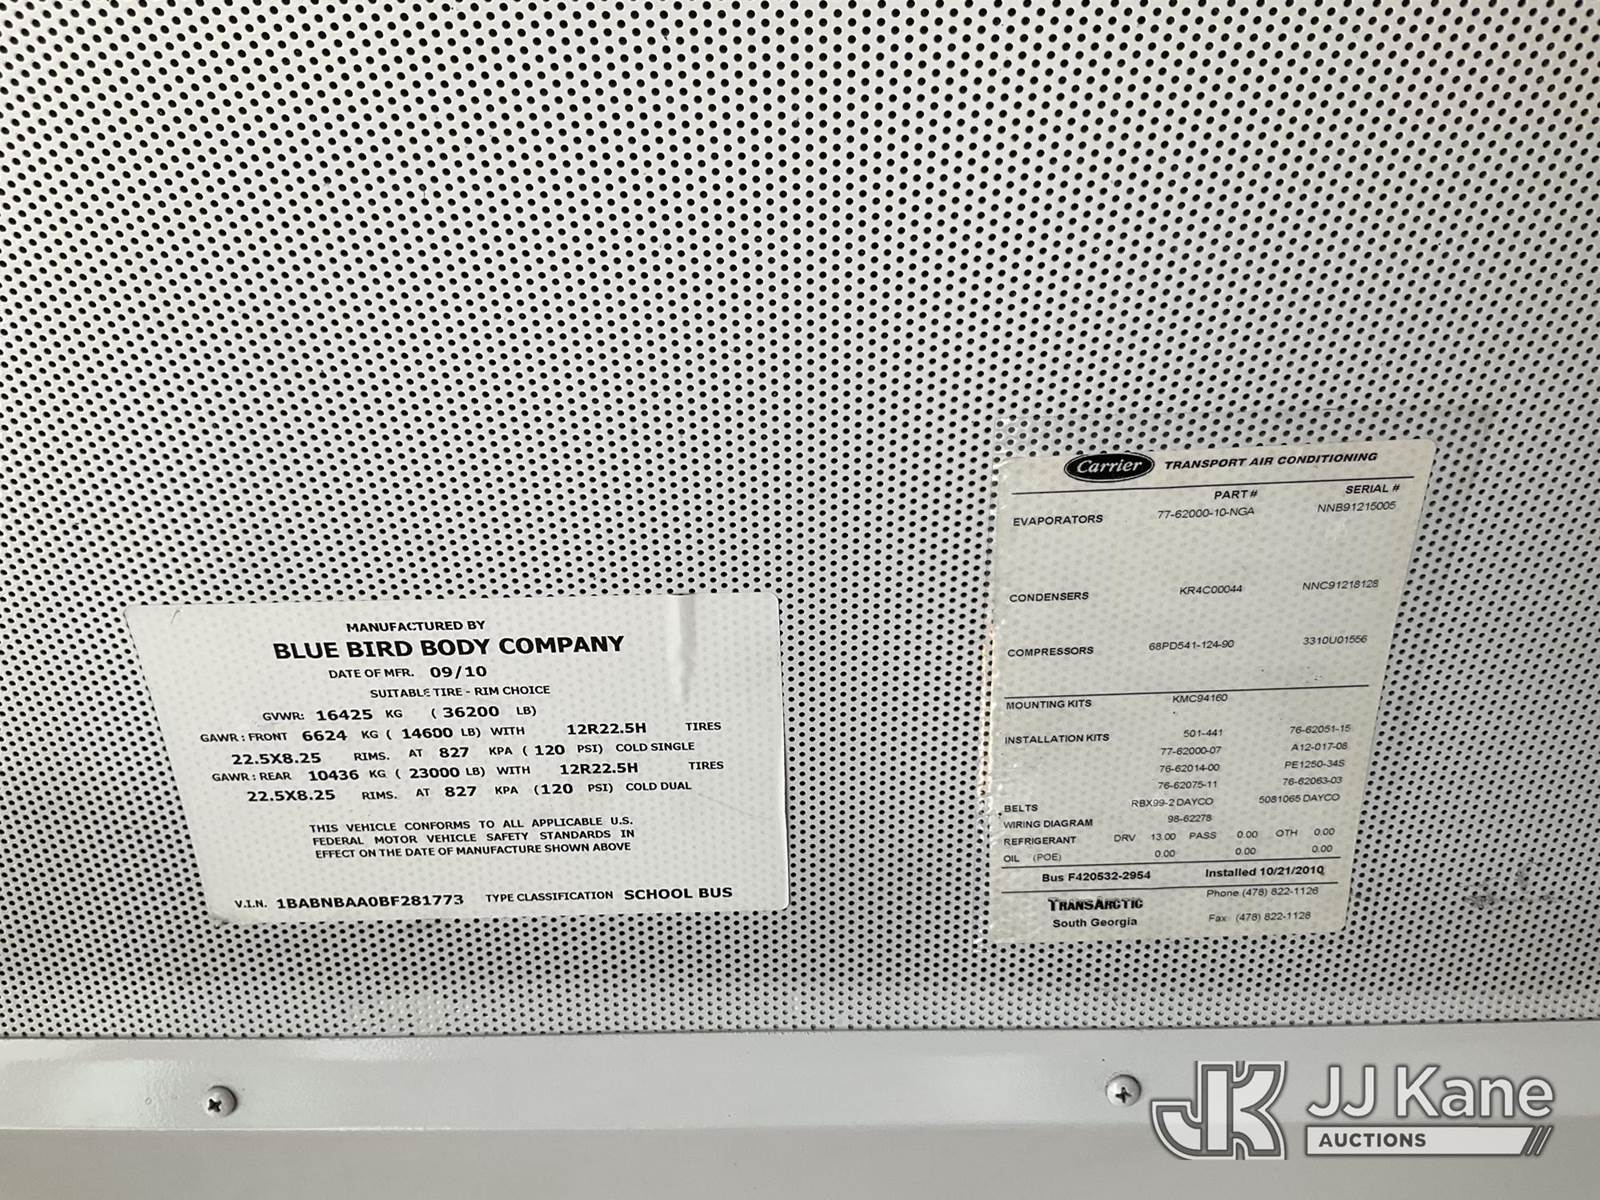 MANUFACTURED BY
BLUE BIRD BODY COMPANY
DATE OF MFR. 09/10
SUITABLE TIRE - RIM CHOICE
GVWR: 16425 KG ( 36200 LB)
GAWR : FRONT 6624 KG ( 14600 LB) WITH 12R22.5H TIRES
22.5X8.25 RIMS. AT 827 KPA ( 120 PSI) COLD SINGLE
GAWR : REAR 10436 KG ( 23000 LB) WITH 12R22.5H TIRES
22.5X8.25 RIMS. AT 827 KPA (120 PSI) COLD DUAL
THIS VEHICLE CONFORMS TO ALL APPLICABLE U.S.
FEDERAL MOTOR VEHICLE SAFETY STANDARDS IN
EFFECT ON THE DATE OF MANUFACTURE SHOWN ABOVE
V.I.N. 1BABNBAA0BF281773 TYPE CLASSIFICATION SCHOOL BUS
Carrier TRANSPORT AIR CONDITIONING
PART # SERIAL #
EVAPORATORS 77-62000-10-NGA NNB91215005
CONDENSERS KR4C00044 NNC91218128
COMPRESSORS 68PD541-124-90 3310U01556
MOUNTING KITS KMC94160
INSTALLATION KITS 501-441 76-62051-15
77-62000-07 A12-017-08
76-62014-00 PE1250-34S
76-62075-11 76-62063-03
BELTS RBX99-2 DAYCO 5081065 DAYCO
WIRING DIAGRAM 98-62278
REFRIGERANT DRV 13.00 PASS 0.00 OTH 0.00
OIL (POE) 0.00 0.00 0.00
Bus F420532-2954 Installed 10/21/2010
TRANSARCTIC Phone (478) 822-1126
South Georgia Fax (478) 822-1128
JK JJ Kane
AUCTIONS